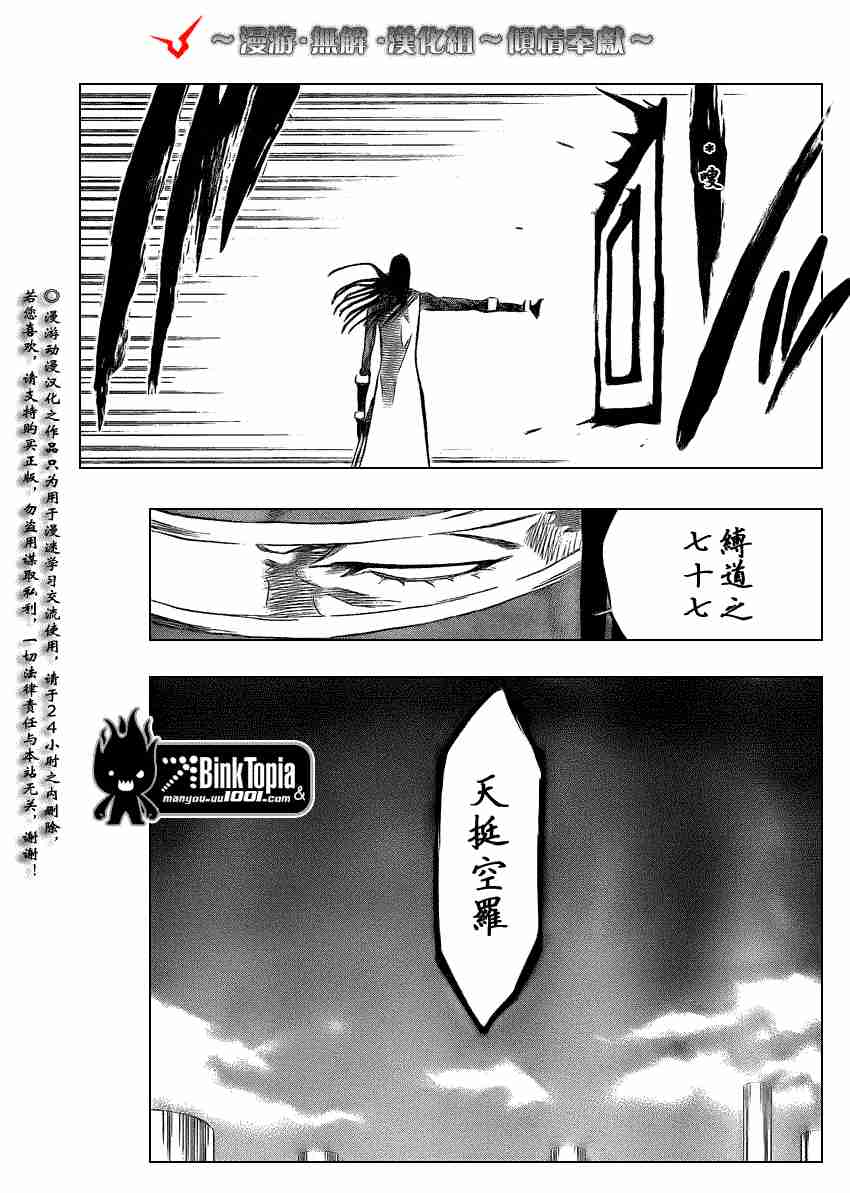 ～漫游·無解·漢化組～傾情奉獻～
*嗖
縛道之
七十七
天挺空羅
BinkTopia
manyou-uu1001.com &
◎漫游动漫汉化之作品只为用于漫迷学习交流使用，请于24小时之内删除，
若您喜欢，请支持购买正版，勿盗用谋取私利，一切法律责任与本站无关，谢谢！